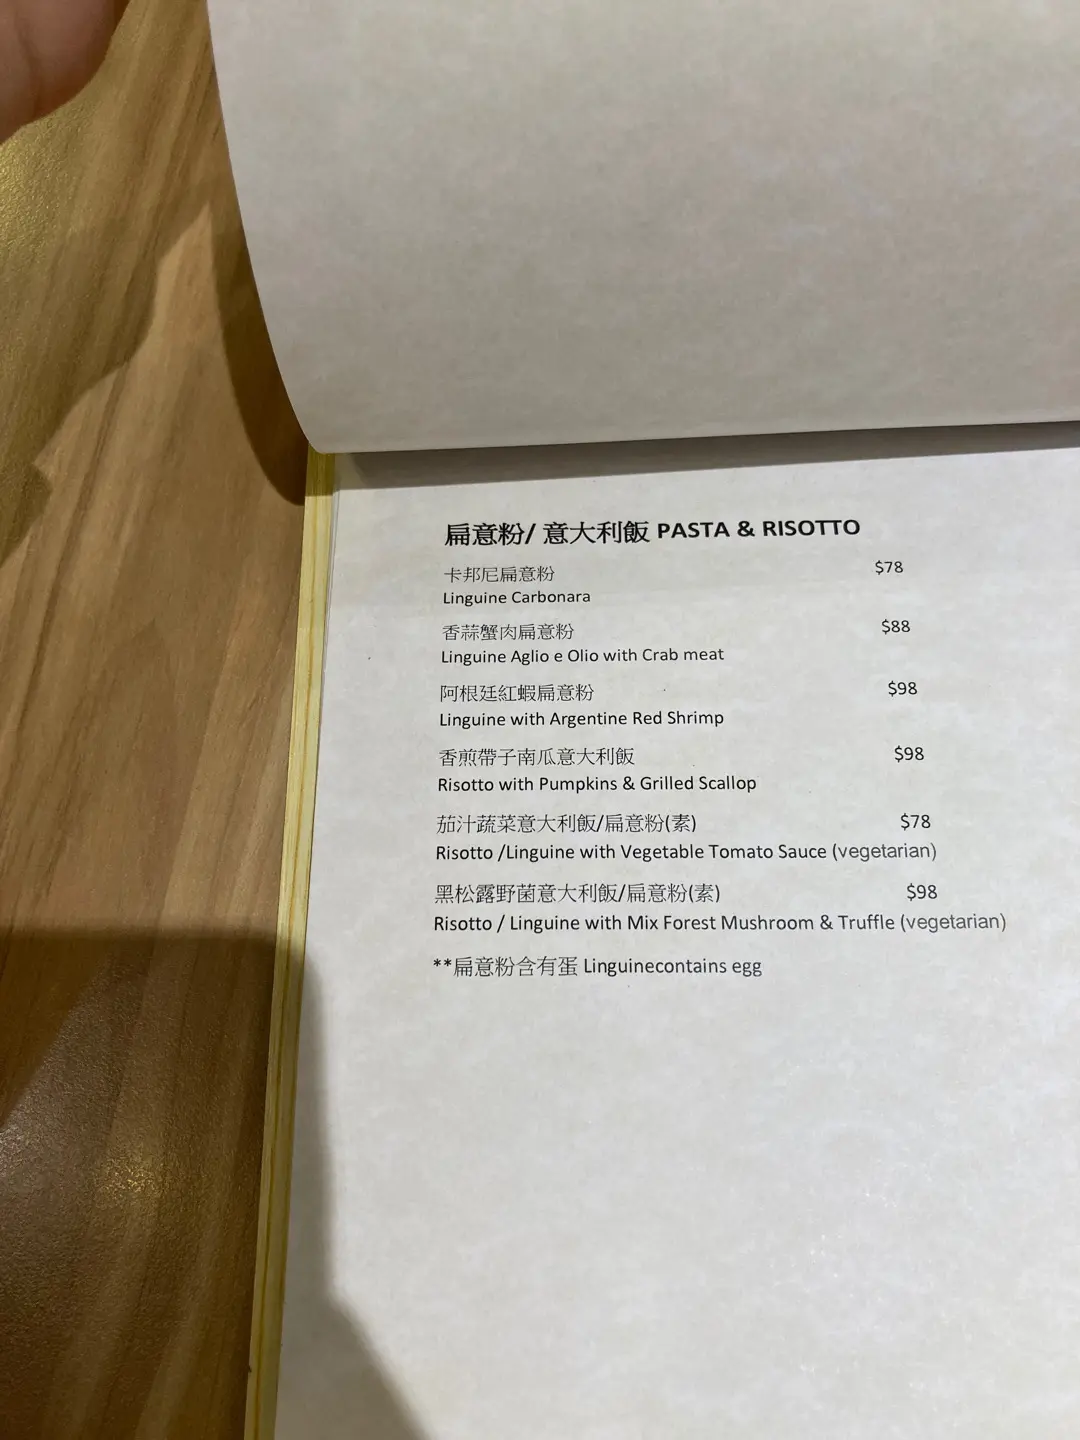 扁意粉/ 意大利飯 PASTA & RISOTTO
卡邦尼扁意粉 $78
Linguine Carbonara
香蒜蟹肉扁意粉 $88
Linguine Aglio e Olio with Crab meat
阿根廷紅蝦扁意粉 $98
Linguine with Argentine Red Shrimp
香煎帶子南瓜意大利飯 $98
Risotto with Pumpkins & Grilled Scallop
茄汁蔬菜意大利飯/扁意粉(素) $78
Risotto /Linguine with Vegetable Tomato Sauce (vegetarian)
黑松露野菌意大利飯/扁意粉(素) $98
Risotto / Linguine with Mix Forest Mushroom & Truffle (vegetarian)
**扁意粉含有蛋 Linguinecontains egg